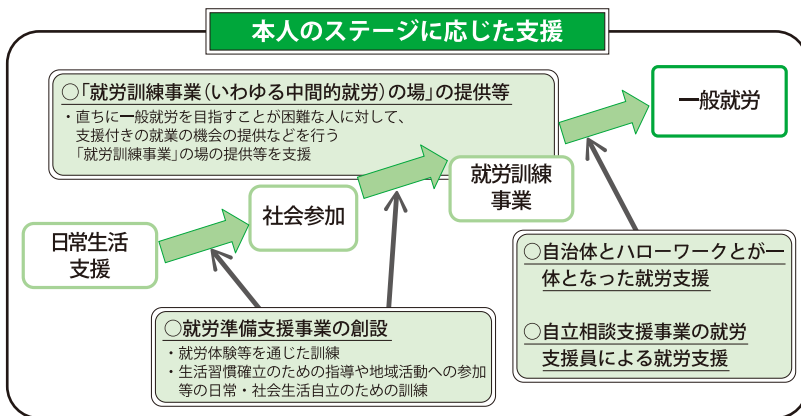 本人のステージに応じた支援
○「就労訓練事業（いわゆる中間的就労）の場」の提供等
・直ちに一般就労を目指すことが困難な人に対して、
支援付きの就業の機会の提供などを行う
「就労訓練事業」の場の提供等を支援
一般就労
就労訓練
事業
社会参加
日常生活
支援
○自治体とハローワークとが一
体となった就労支援
○自立相談支援事業の就労
支援員による就労支援
○就労準備支援事業の創設
・就労体験等を通じた訓練
・生活習慣確立のための指導や地域活動への参加
等の日常・社会生活自立のための訓練